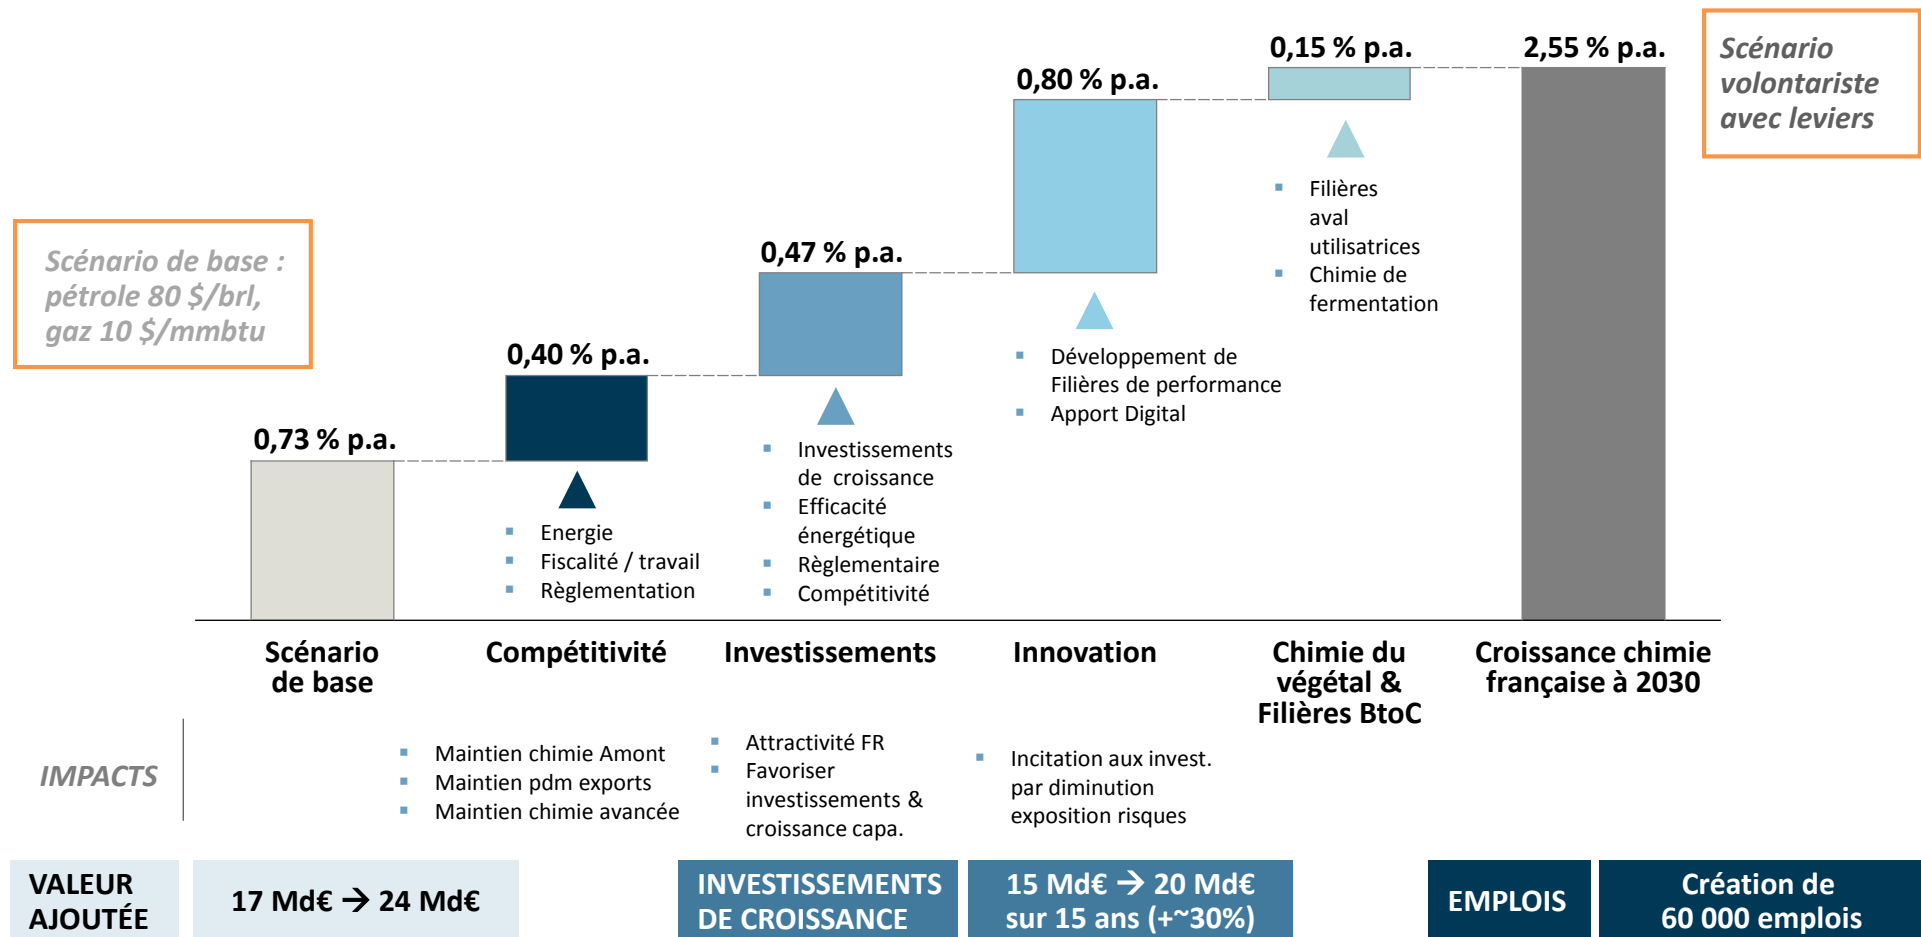 Scénario de base :
pétrole 80 $/brl,
gaz 10 $/mmbtu
0,73 % p.a.
0,40 % p.a.
▪ Energie
▪ Fiscalité / travail
▪ Règlementation
0,47 % p.a.
▪ Investissements
de croissance
▪ Efficacité
énergétique
▪ Règlementaire
▪ Compétitivité
0,80 % p.a.
▪ Développement de
Filières de performance
▪ Apport Digital
0,15 % p.a.
▪ Filières
aval
utilisatrices
▪ Chimie de
fermentation
2,55 % p.a.
Scénario
volontariste
avec leviers
Scénario
de base
Compétitivité
Investissements
Innovation
Chimie du
végétal &
Filières BtoC
Croissance chimie
française à 2030
IMPACTS
▪ Maintien chimie Amont
▪ Maintien pdm exports
▪ Maintien chimie avancée
▪ Attractivité FR
▪ Favoriser
investissements &
croissance capa.
▪ Incitation aux invest.
par diminution
exposition risques
VALEUR
AJOUTÉE
17 Md€ → 24 Md€
INVESTISSEMENTS
DE CROISSANCE
15 Md€ → 20 Md€
sur 15 ans (+~30%)
EMPLOIS
Création de
60 000 emplois